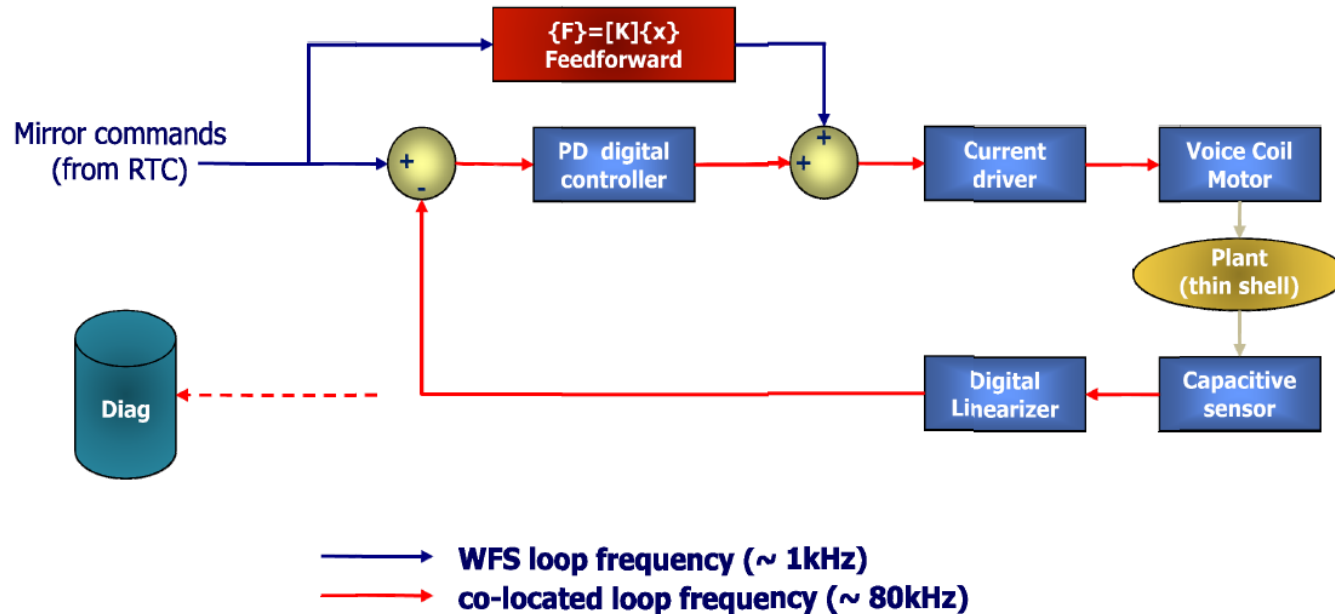 {F}=[K]{x}
Feedforward
Mirror commands
(from RTC)
+
-
PD digital
controller
+
+
Current
driver
Voice Coil
Motor
Plant
(thin shell)
Diag
Digital
Linearizer
Capacitive
sensor
WFS loop frequency (~ 1kHz)
co-located loop frequency (~ 80kHz)